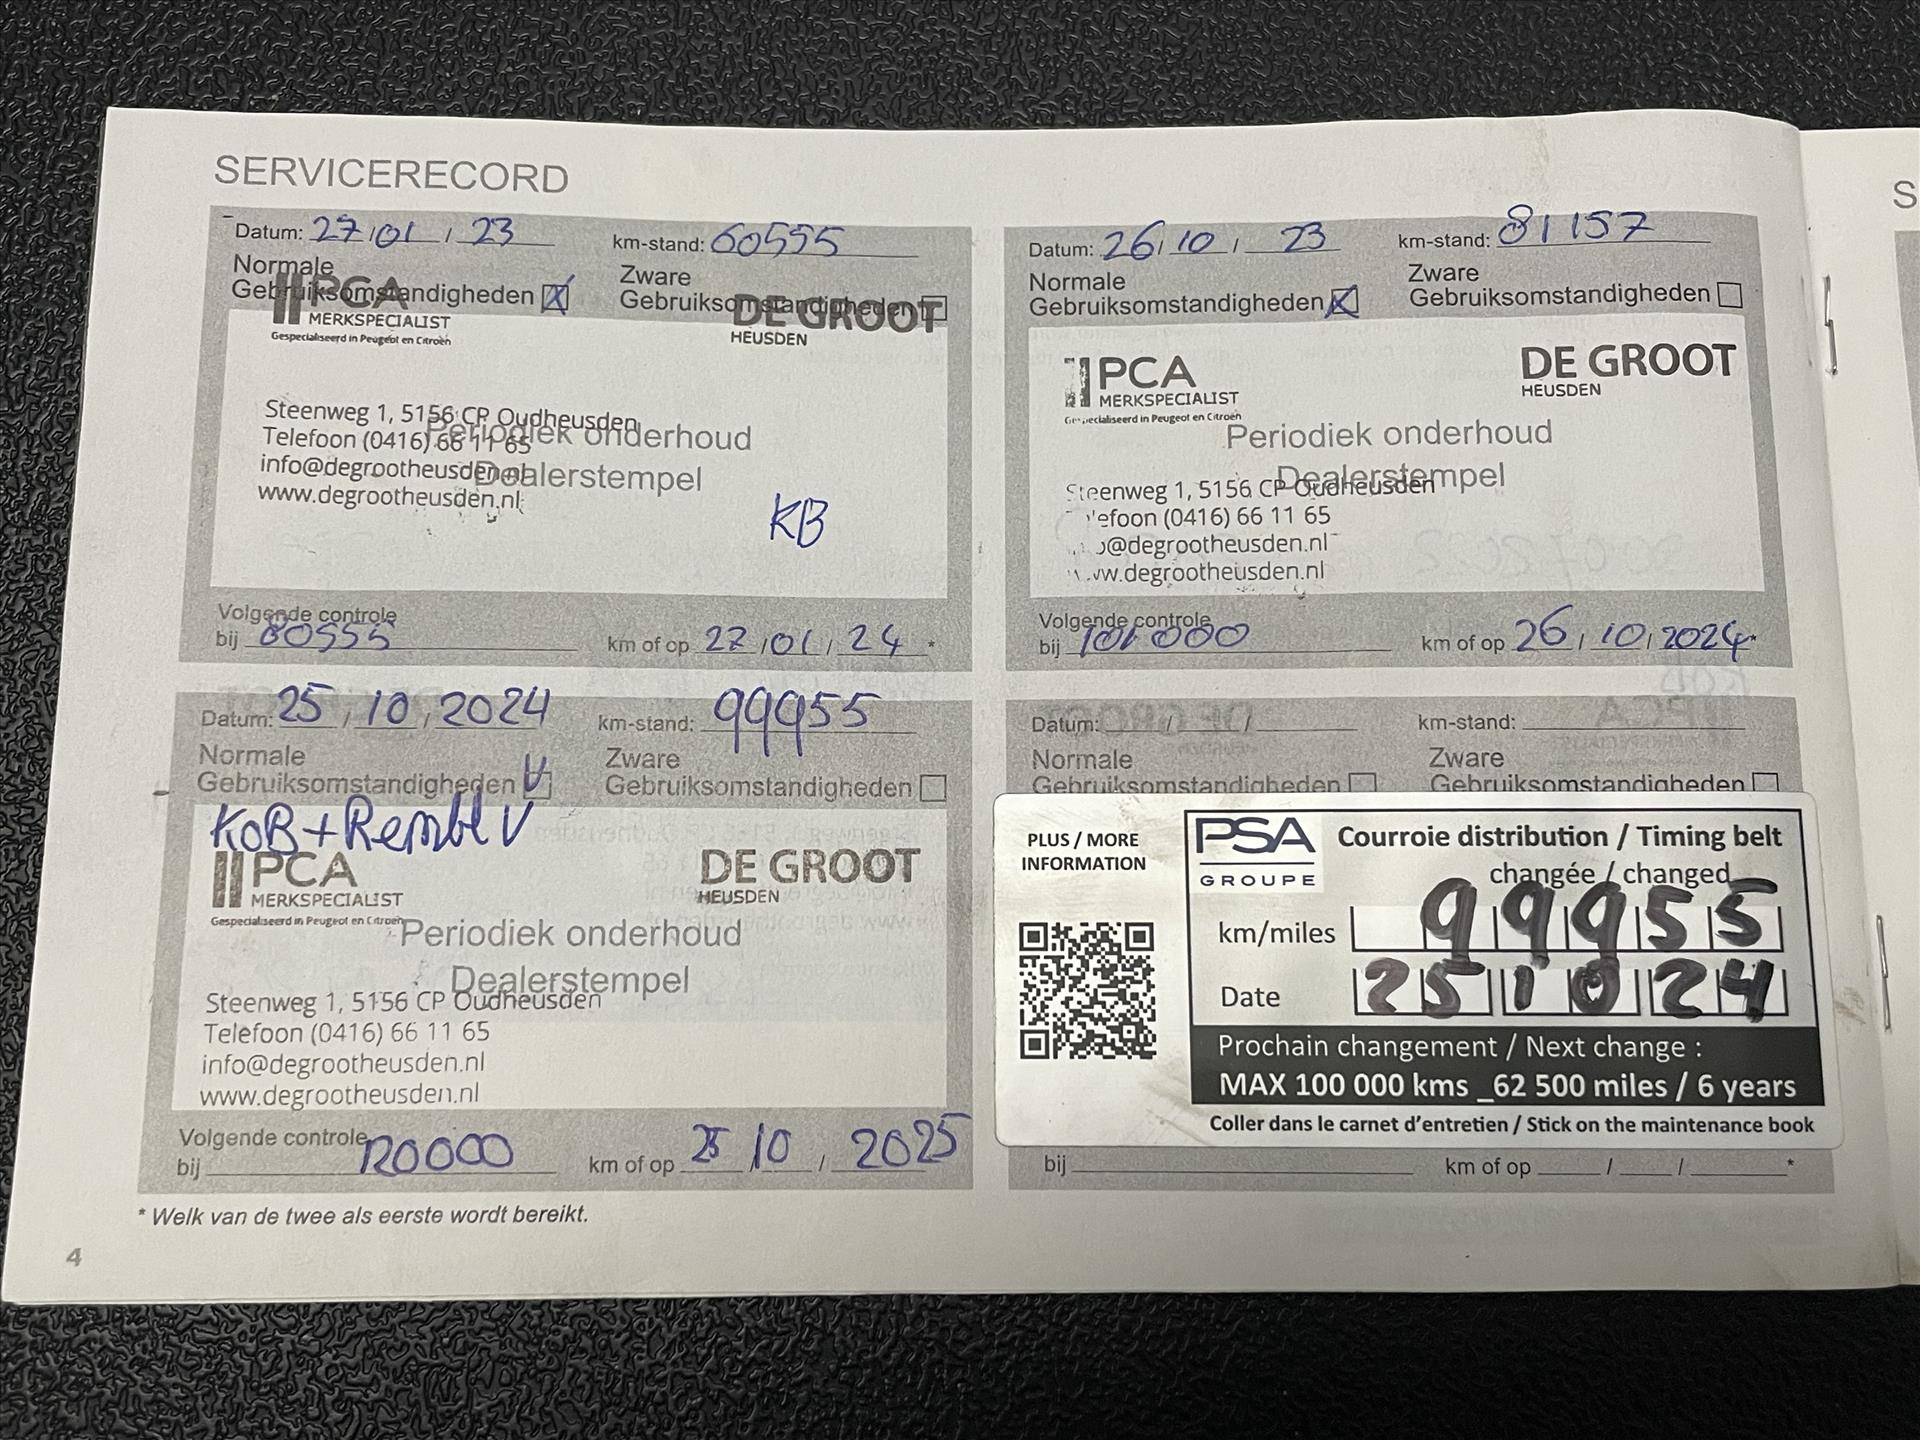 SERVICERECORD
Datum: 27/01/23 km-stand: 60555
Normale
Gebruiksomstandigheden
Zware
Gebruiksomstandigheden
PCA
MERKSPECIALIST
Gespecialiseerd in Peugeot en Citroën
DE GROOT
HEUSDEN
Periodiek onderhoud
Dealerstempel
Steenweg 1, 5156 CP Oudheusden
Telefoon (0416) 66 11 65
info@degrootheusden.nl
www.degrootheusden.nl
KB
Volgende controle
bij 80555 km of op 27/01/24 *
Datum: 26/10/23 km-stand: 81157
Normale
Gebruiksomstandigheden
Zware
Gebruiksomstandigheden
PCA
MERKSPECIALIST
Gespecialiseerd in Peugeot en Citroën
DE GROOT
HEUSDEN
Periodiek onderhoud
Dealerstempel
Steenweg 1, 5156 CP Oudheusden
Telefoon (0416) 66 11 65
info@degrootheusden.nl
www.degrootheusden.nl
Volgende controle
bij 101000 km of op 26/10/2024 *
Datum: 25/10/2024 km-stand: 99955
Normale
Gebruiksomstandigheden
Zware
Gebruiksomstandigheden
KoB + Rembl V
PCA
MERKSPECIALIST
Gespecialiseerd in Peugeot en Citroën
DE GROOT
HEUSDEN
Periodiek onderhoud
Dealerstempel
Steenweg 1, 5156 CP Oudheusden
Telefoon (0416) 66 11 65
info@degrootheusden.nl
www.degrootheusden.nl
Volgende controle
bij 120000 km of op 25/10/2025
Datum: / / km-stand:
Normale
Gebruiksomstandigheden
Zware
Gebruiksomstandigheden
PLUS / MORE
INFORMATION
PSA
GROUPE
Courroie distribution / Timing belt
changée / changed
km/miles 99955
Date 25 10 24
Prochain changement / Next change :
MAX 100 000 kms _62 500 miles / 6 years
Coller dans le carnet d'entretien / Stick on the maintenance book
bij km of op / / *
* Welk van de twee als eerste wordt bereikt.
4
S